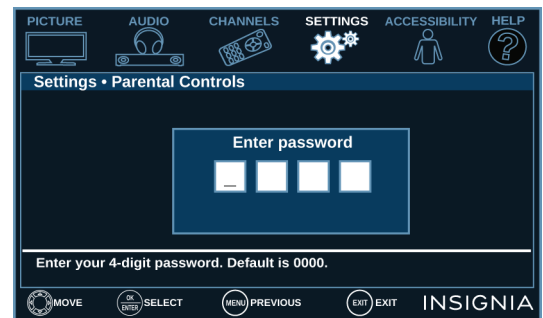 PICTURE AUDIO CHANNELS SETTINGS ACCESSIBILITY HELP
?
Settings • Parental Controls
Enter password
_
Enter your 4-digit password. Default is 0000.
MOVE OK ENTER SELECT MENU PREVIOUS EXIT EXIT INSIGNIA